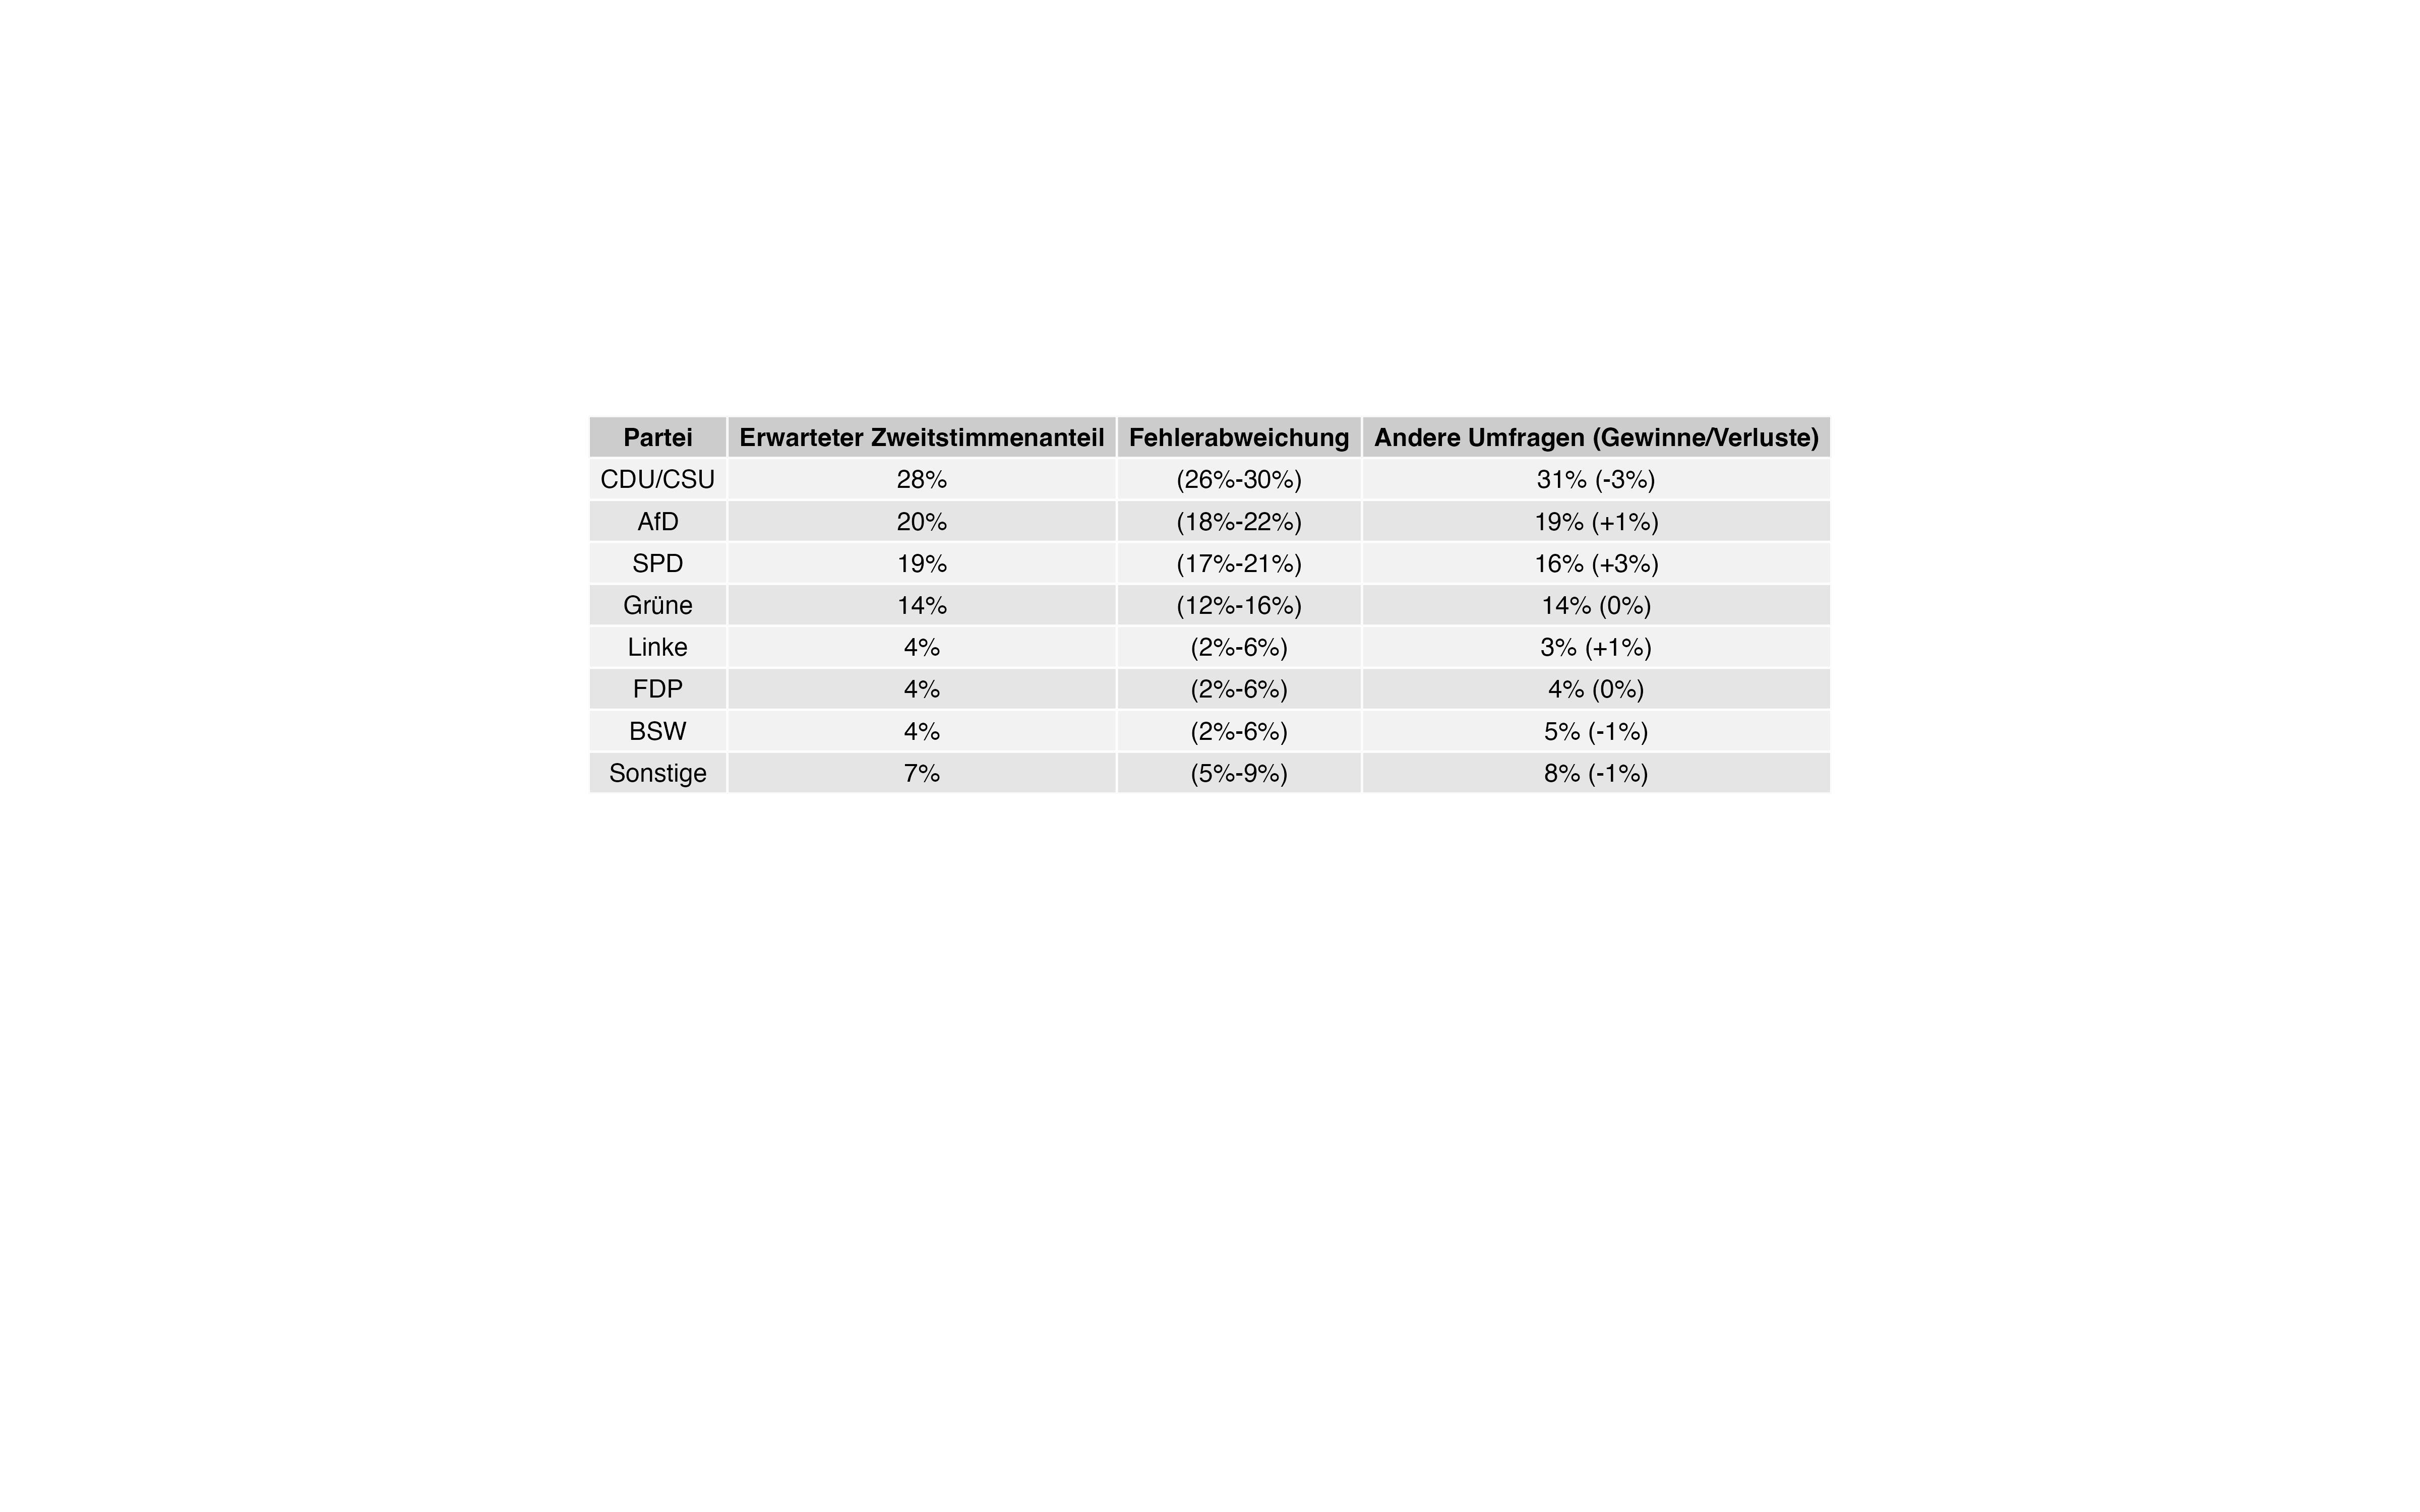 Partei Erwarteter Zweitstimmenanteil Fehlerabweichung Andere Umfragen (Gewinne/Verluste)
CDU/CSU 28% (26%-30%) 31% (-3%)
AfD 20% (18%-22%) 19% (+1%)
SPD 19% (17%-21%) 16% (+3%)
Grüne 14% (12%-16%) 14% (0%)
Linke 4% (2%-6%) 3% (+1%)
FDP 4% (2%-6%) 4% (0%)
BSW 4% (2%-6%) 5% (-1%)
Sonstige 7% (5%-9%) 8% (-1%)